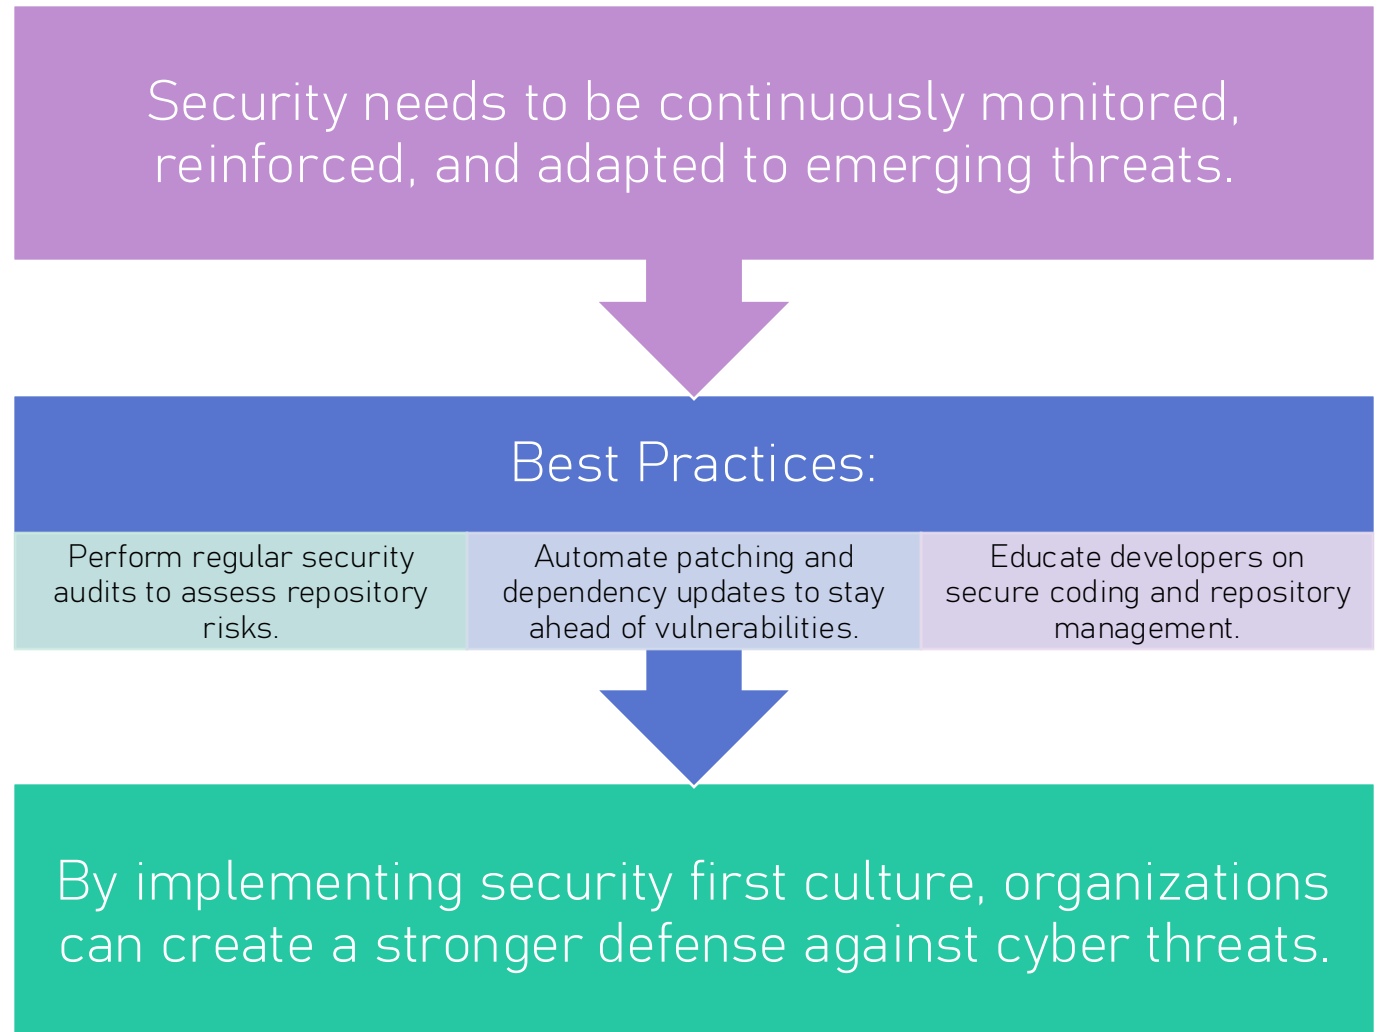 Security needs to be continuously monitored,
reinforced, and adapted to emerging threats.
Best Practices:
Perform regular security
audits to assess repository
risks.
Automate patching and
dependency updates to stay
ahead of vulnerabilities.
Educate developers on
secure coding and repository
management.
By implementing security first culture, organizations
can create a stronger defense against cyber threats.